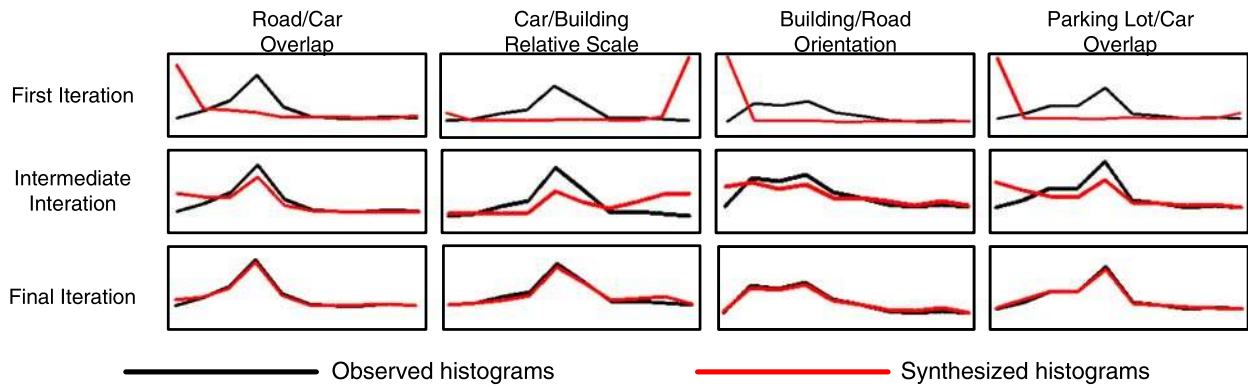 Road/Car
Overlap
Car/Building
Relative Scale
Building/Road
Orientation
Parking Lot/Car
Overlap
First Iteration
Intermediate
Interation
Final Iteration
Observed histograms
Synthesized histograms